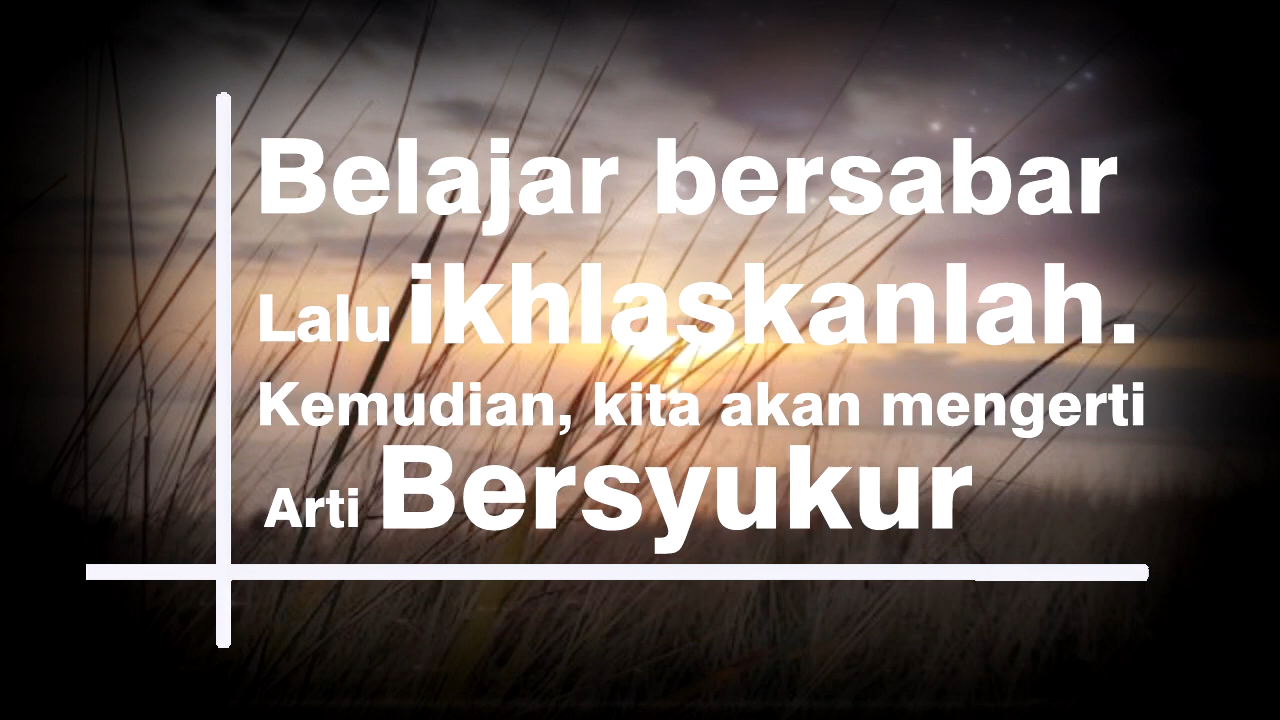 Belajar bersabar
Lalu ikhlaskanlah.
Kemudian, kita akan mengerti
Arti Bersyukur